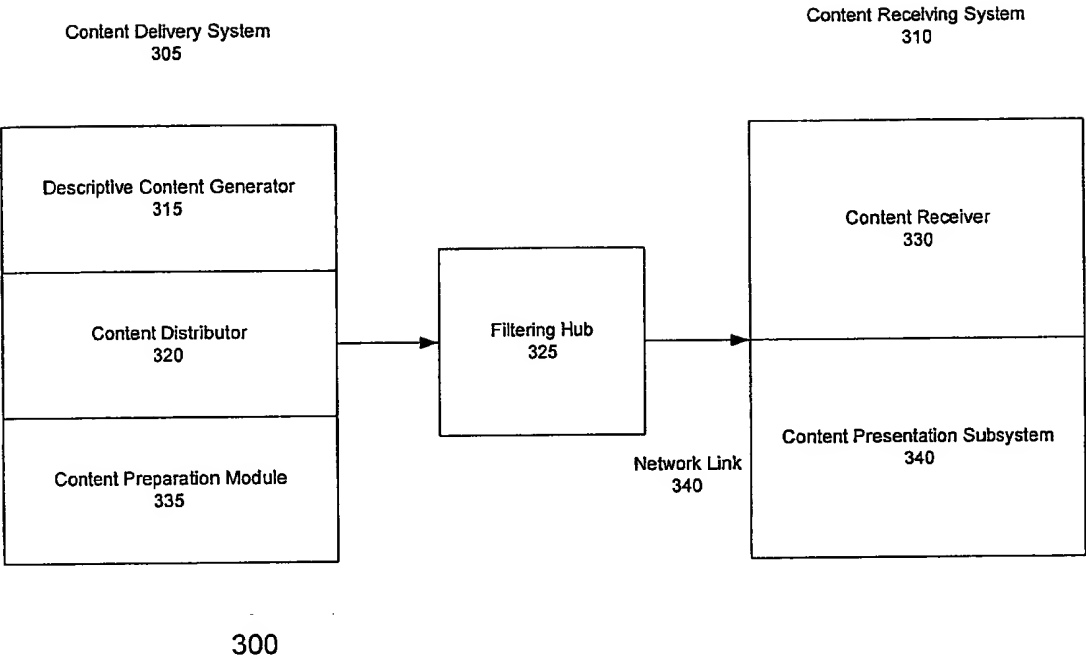 Content Delivery System
305
Content Receiving System
310
Descriptive Content Generator
315
Content Distributor
320
Content Preparation Module
335
Filtering Hub
325
Network Link
340
Content Receiver
330
Content Presentation Subsystem
340
300